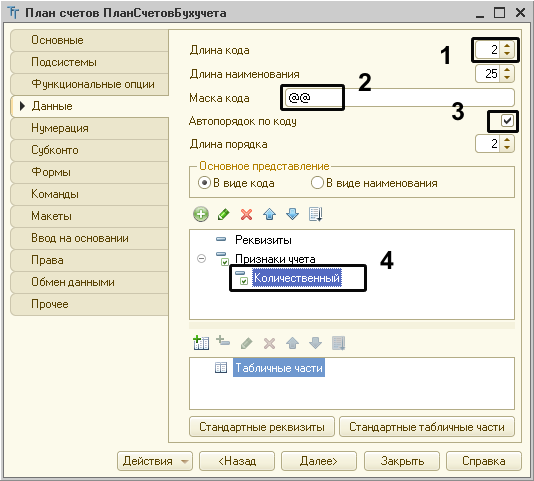 План счетов ПланСчетовБухучета
Основные
Подсистемы
Функциональные опции
Данные
Нумерация
Субконто
Формы
Команды
Макеты
Ввод на основании
Права
Обмен данными
Прочее
Длина кода 2 1
Длина наименования 25
Маска кода @@ 2
Автопорядок по коду 3
Длина порядка 2
Основное представление
В виде кода В виде наименования
Реквизиты
Признаки учета
Количественный 4
Табличные части
Стандартные реквизиты Стандартные табличные части
Действия <Назад Далее> Закрыть Справка